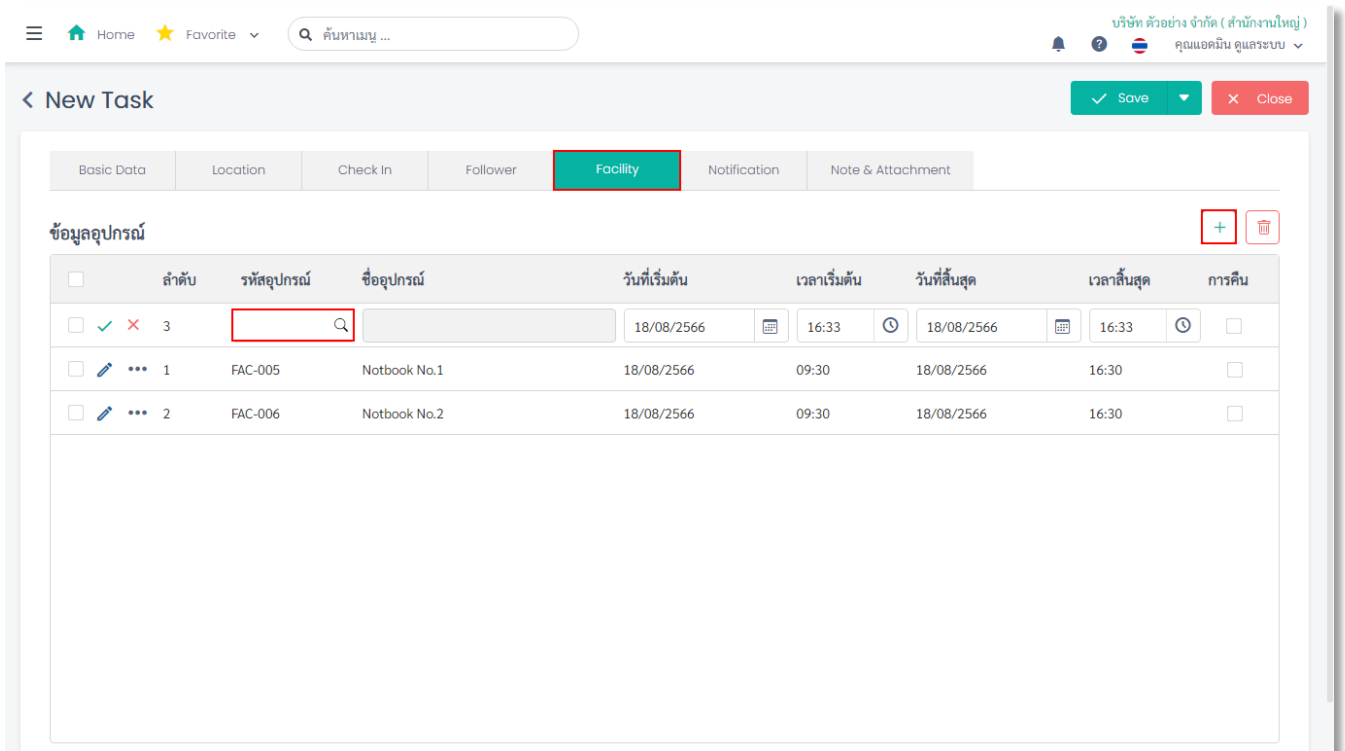 บริษัท ตัวอย่าง จำกัด ( สำนักงานใหญ่ )
Home Favorite ค้นหาเมนู ... คุณแอดมิน ดูแลระบบ
New Task Save Close
Basic Data Location Check In Follower Facility Notification Note & Attachment
ข้อมูลอุปกรณ์
ลำดับ รหัสอุปกรณ์ ชื่ออุปกรณ์ วันที่เริ่มต้น เวลาเริ่มต้น วันที่สิ้นสุด เวลาสิ้นสุด การคืน
3 18/08/2566 16:33 18/08/2566 16:33
1 FAC-005 Notbook No.1 18/08/2566 09:30 18/08/2566 16:30
2 FAC-006 Notbook No.2 18/08/2566 09:30 18/08/2566 16:30